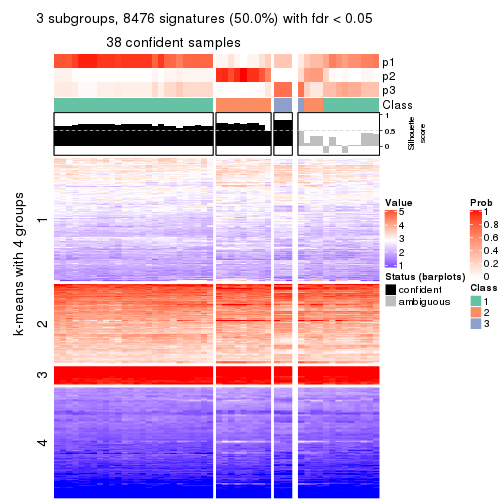 3 subgroups, 8476 signatures (50.0%) with fdr < 0.05
38 confident samples
p1
p2
p3
Class
1
0.5
0
Silhouette
score
k-means with 4 groups
1
2
3
4
Value
5
4
3
2
1
Status (barplots)
confident
ambiguous
Prob
1
0.8
0.6
0.4
0.2
0
Class
1
2
3